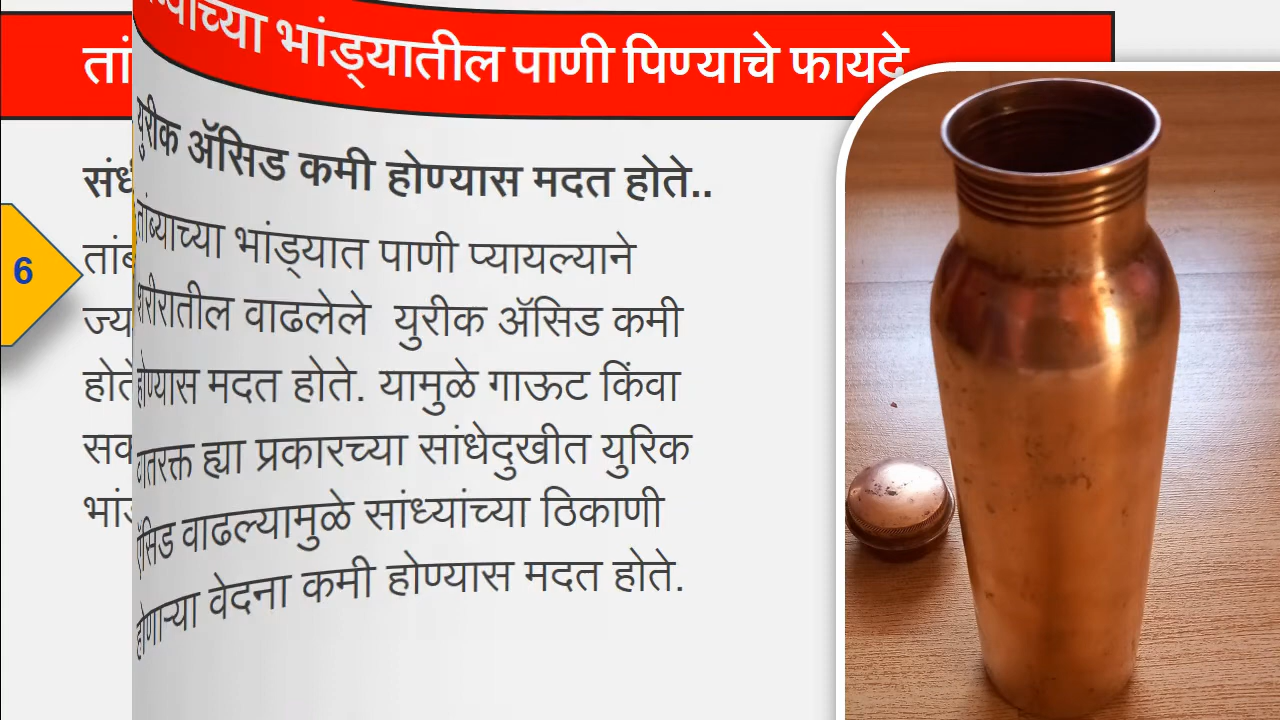 तांब्याच्या भांड्यातील पाणी पिण्याचे फायदे
युरीक ॲसिड कमी होण्यास मदत होते..
तांब्याच्या भांड्यात पाणी प्यायल्याने
शरीरातील वाढलेले युरीक ॲसिड कमी
होण्यास मदत होते. यामुळे गाऊट किंवा
वातरक्त ह्या प्रकारच्या सांधेदुखीत युरिक
ॲसिड वाढल्यामुळे सांध्यांच्या ठिकाणी
होणाऱ्या वेदना कमी होण्यास मदत होते.
6